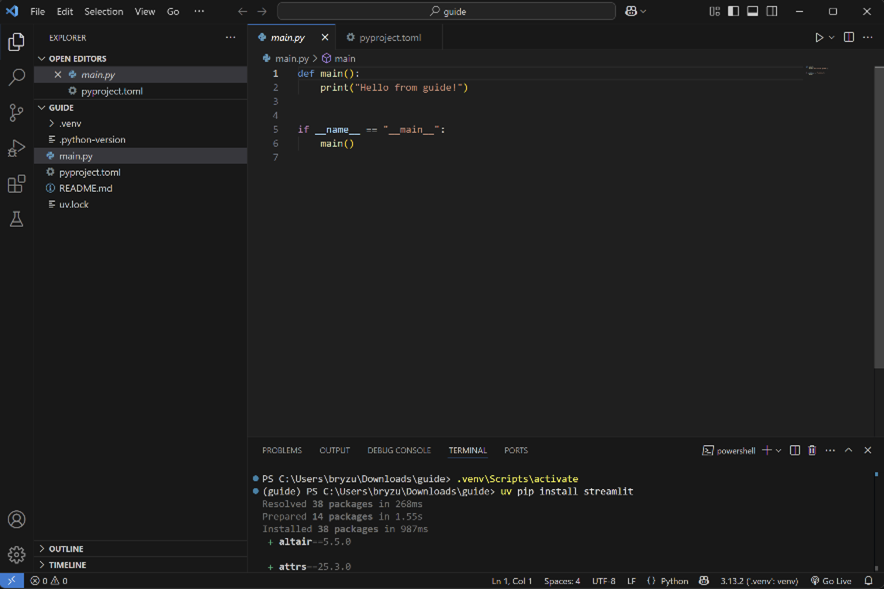 File Edit Selection View Go ··· guide
EXPLORER ···
OPEN EDITORS
main.py
pyproject.toml
GUIDE
.venv
.python-version
main.py
pyproject.toml
README.md
uv.lock
OUTLINE
TIMELINE
main.py pyproject.toml
main.py > main
1 def main():
2 print("Hello from guide!")
3
4
5 if __name__ == "__main__":
6 main()
7
PROBLEMS OUTPUT DEBUG CONSOLE TERMINAL PORTS powershell
PS C:\Users\bryzu\Downloads\guide> .venv\Scripts\activate
(guide) PS C:\Users\bryzu\Downloads\guide> uv pip install streamlit
Resolved 38 packages in 268ms
Prepared 14 packages in 1.55s
Installed 38 packages in 987ms
+ altair==5.5.0
+ attrs==25.3.0
0 0 Ln 1, Col 1 Spaces: 4 UTF-8 LF {} Python 3.13.2 ('.venv': venv) Go Live